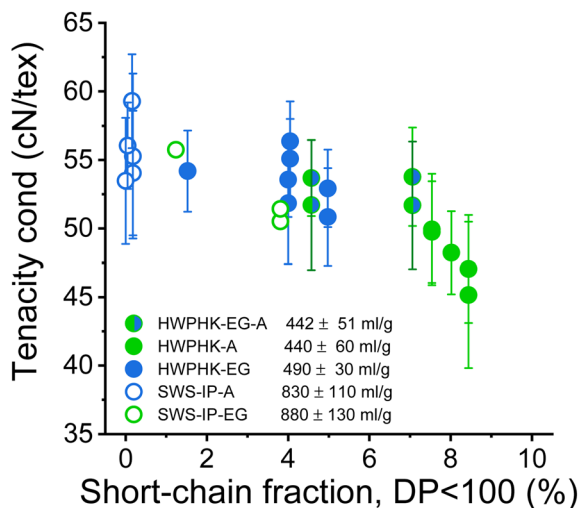 Tenacity cond (cN/tex)
65
60
55
50
45
40
35
HWPHK-EG-A 442 ± 51 ml/g
HWPHK-A 440 ± 60 ml/g
HWPHK-EG 490 ± 30 ml/g
SWS-IP-A 830 ± 110 ml/g
SWS-IP-EG 880 ± 130 ml/g
0 2 4 6 8 10
Short-chain fraction, DP<100 (%)